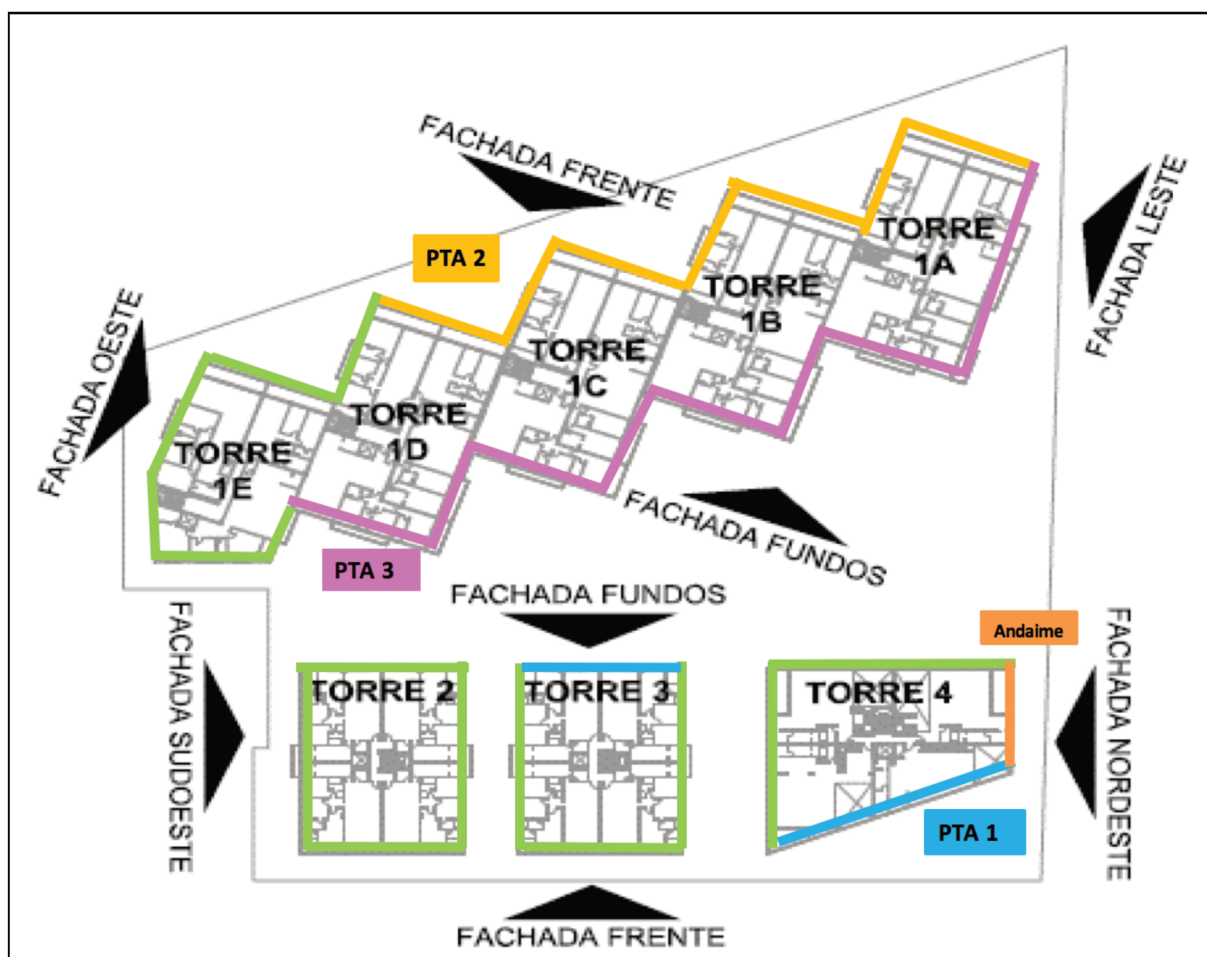 FACHADA FRENTE
FACHADA LESTE
TORRE
1A
PTA 2
TORRE
1B
FACHADA OESTE
TORRE
1C
TORRE
1D
TORRE
1E
FACHADA FUNDOS
PTA 3
FACHADA FUNDOS
Andaime
FACHADA SUDOESTE
TORRE 2
TORRE 3
TORRE 4
FACHADA NORDESTE
PTA 1
FACHADA FRENTE